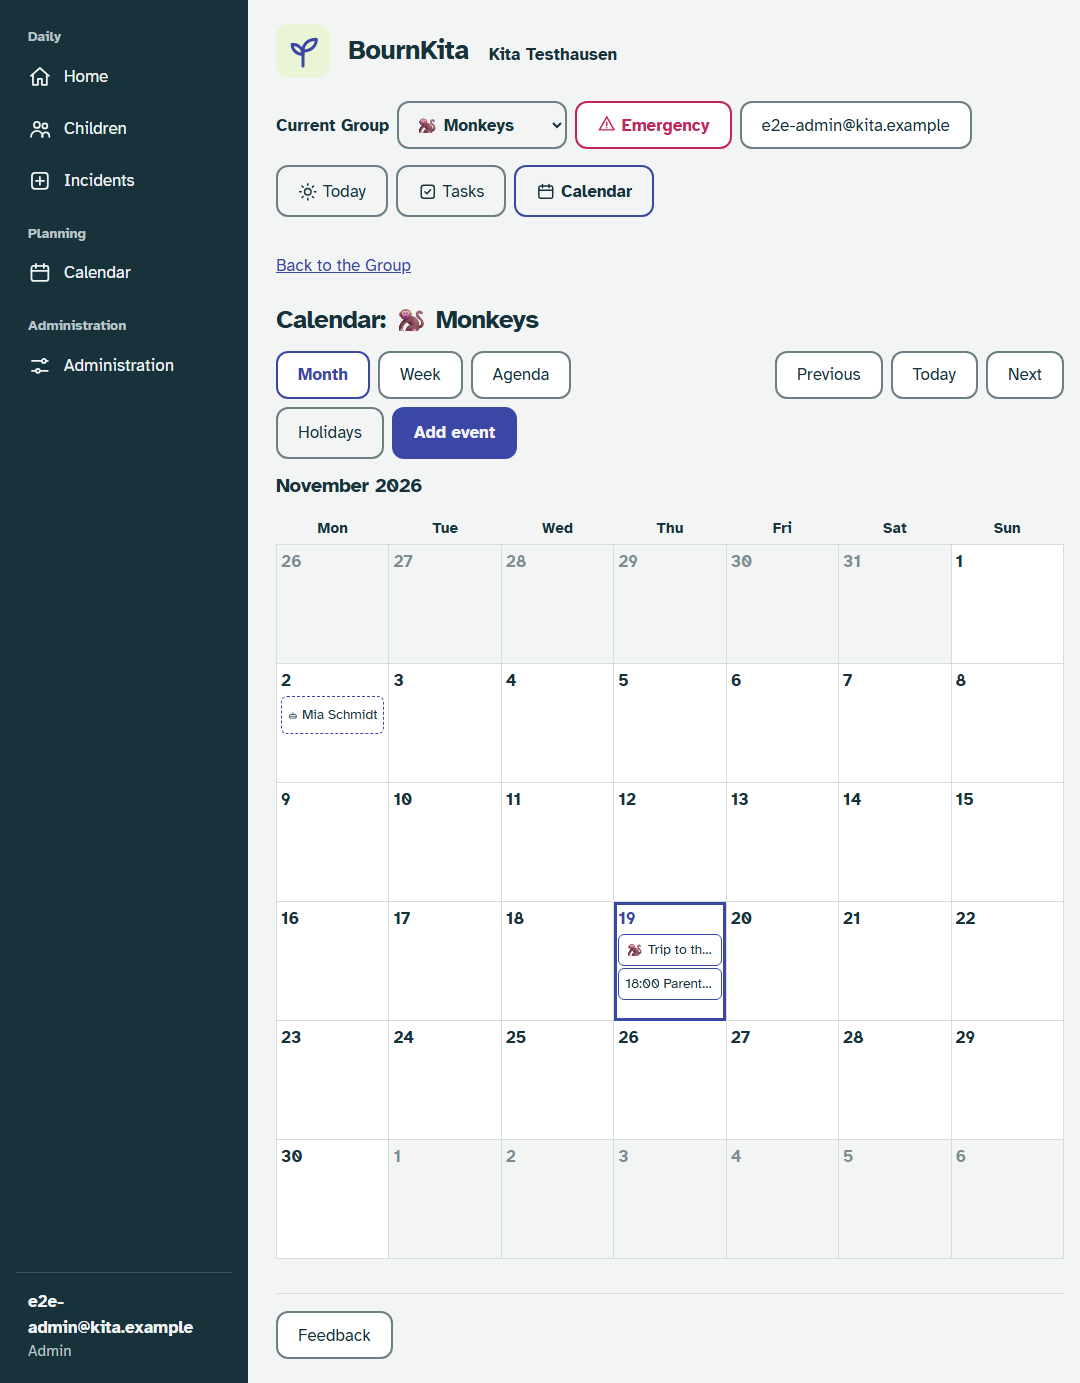 Daily
Home
Children
Incidents
Planning
Calendar
Administration
Administration
e2e-
admin@kita.example
Admin
BournKita Kita Testhausen
Current Group Monkeys Emergency e2e-admin@kita.example
Today Tasks Calendar
Back to the Group
Calendar: Monkeys
Month Week Agenda Previous Today Next
Holidays Add event
November 2026
Mon Tue Wed Thu Fri Sat Sun
26 27 28 29 30 31 1
2 3 4 5 6 7 8
Mia Schmidt
9 10 11 12 13 14 15
16 17 18 19 20 21 22
Trip to th...
18:00 Parent...
23 24 25 26 27 28 29
30 1 2 3 4 5 6
Feedback